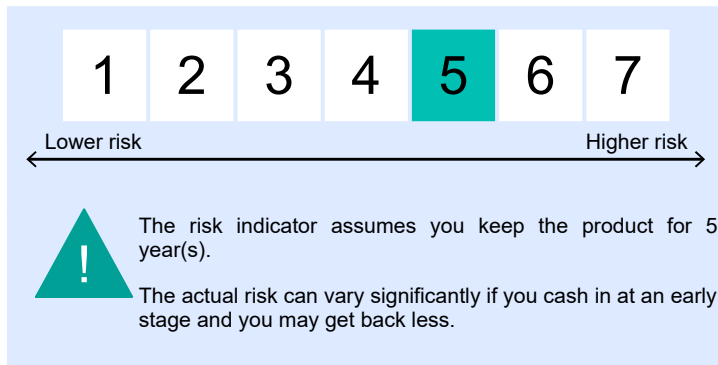 1 2 3 4 5 6 7
Lower risk Higher risk
!
The risk indicator assumes you keep the product for 5
year(s).
The actual risk can vary significantly if you cash in at an early
stage and you may get back less.